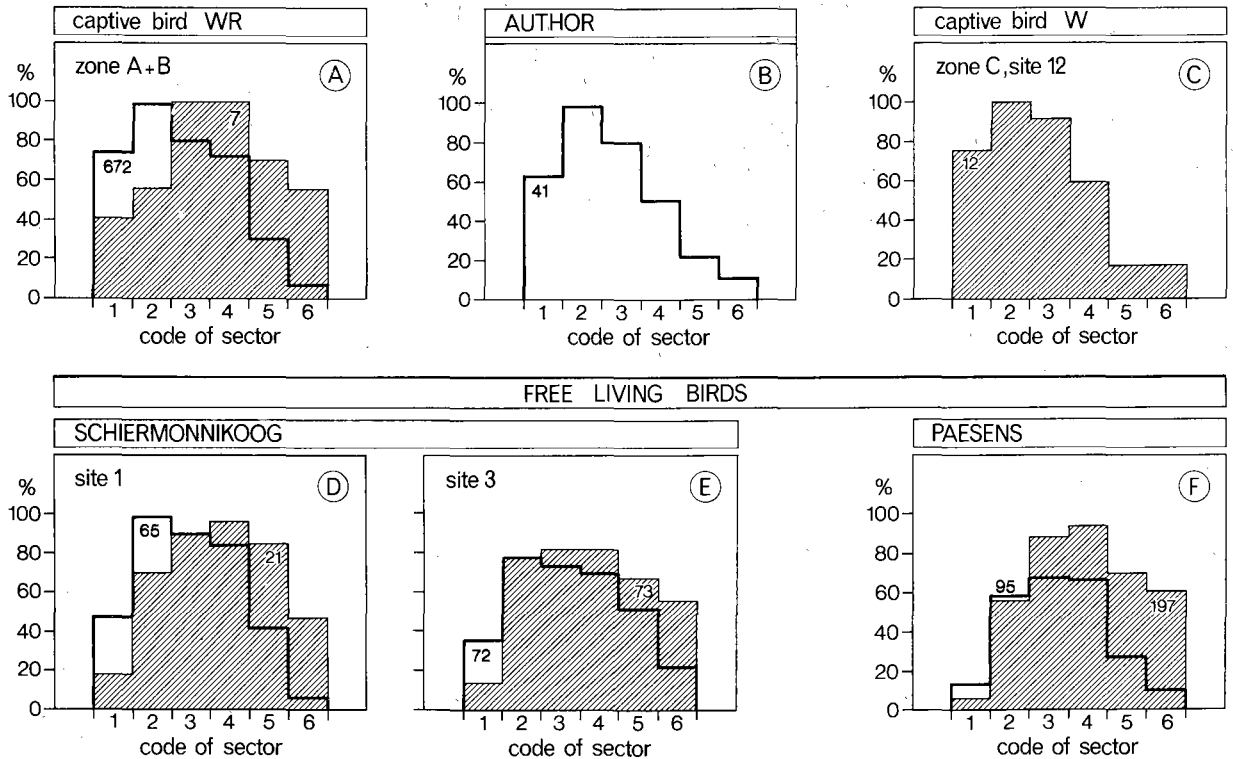 captive bird WR
zone A+B
A
%
100
80
60
40
20
0
672
7
1 2 3 4 5 6
code of sector
AUTHOR
B
%
100
80
60
40
20
0
41
1 2 3 4 5 6
code of sector
captive bird W
zone C, site 12
C
%
100
80
60
40
20
0
12
1 2 3 4 5 6
code of sector
FREE LIVING BIRDS
SCHIERMONNIKOOG
site 1
D
%
100
80
60
40
20
0
65
21
1 2 3 4 5 6
code of sector
site 3
E
72
73
1 2 3 4 5 6
code of sector
PAESENS
F
%
100
80
60
40
20
0
95
197
1 2 3 4 5 6
code of sector